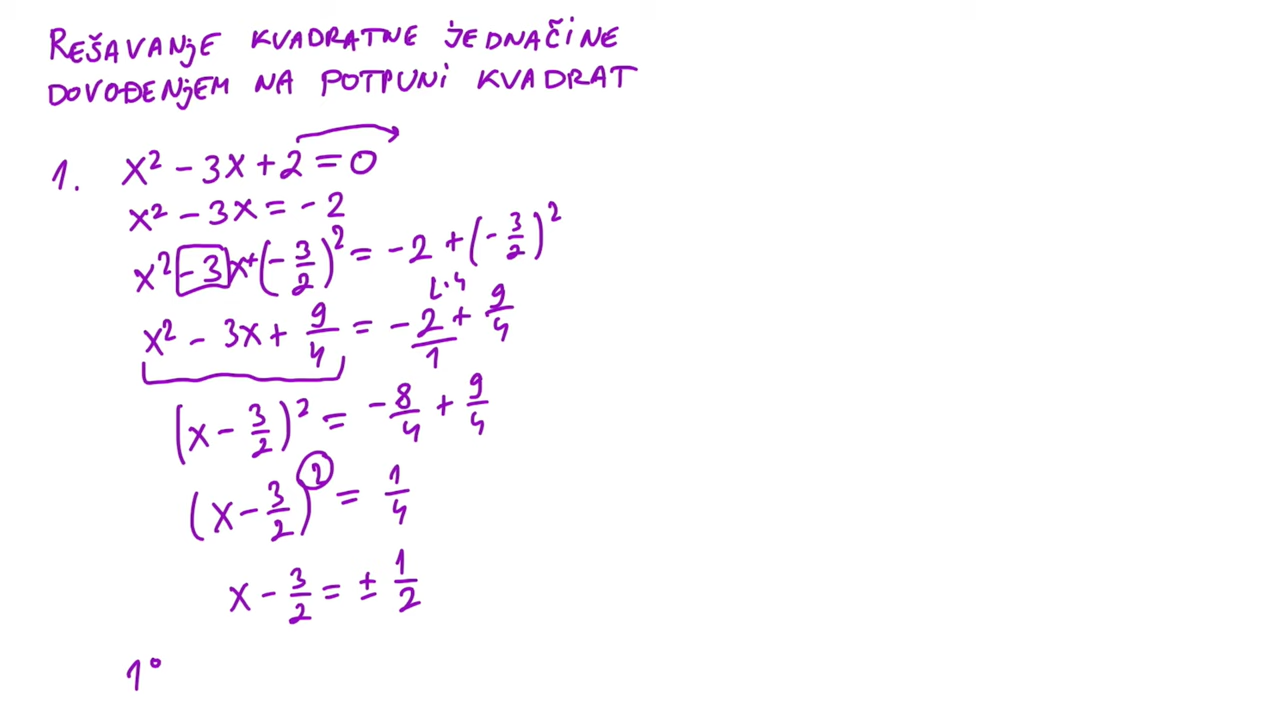 REŠAVANjE KVADRATNE JEDNAČINE
DOVOĐENjEM NA POTPUNI KVADRAT
1. x² - 3x + 2 = 0
x² - 3x = - 2
x² - 3x + (- 3/2)² = - 2 + (- 3/2)²
x² - 3x + 9/4 = - 2/1 + 9/4
⌊·4
(x - 3/2)² = - 8/4 + 9/4
(x - 3/2)² = 1/4
x - 3/2 = ± 1/2
1°